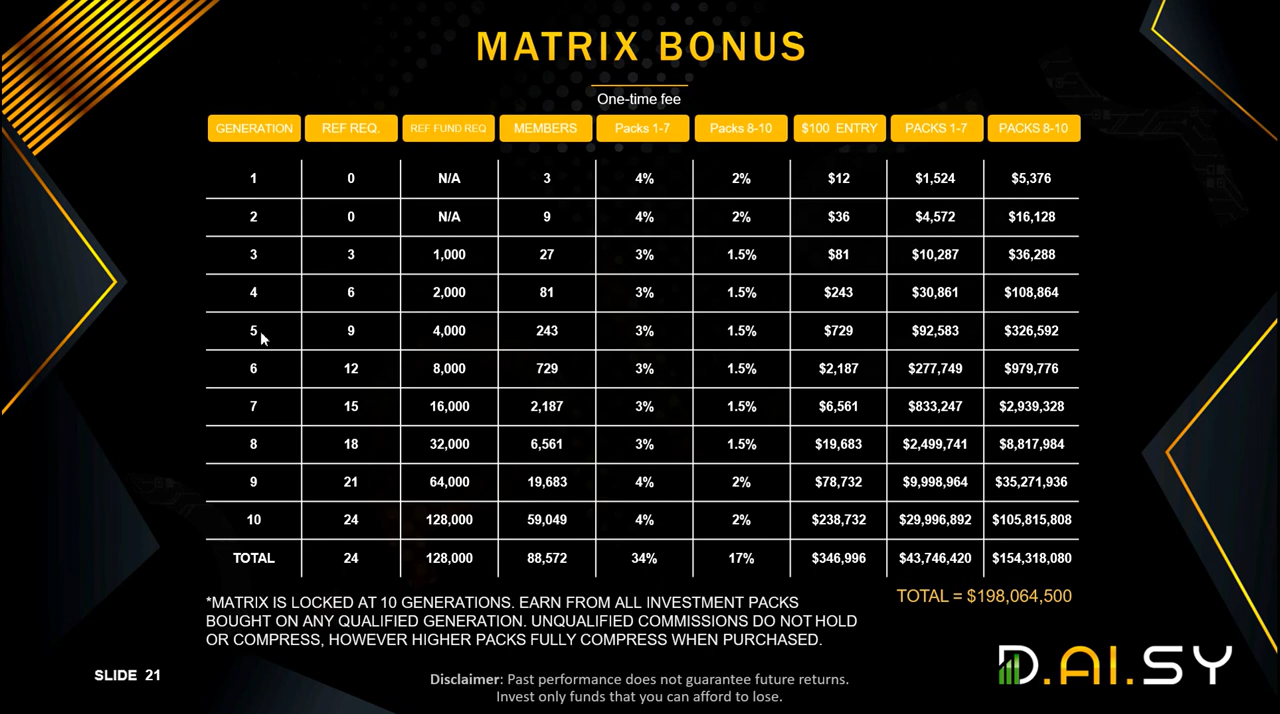 MATRIX BONUS
One-time fee
GENERATION REF REQ. REF FUND REQ MEMBERS Packs 1-7 Packs 8-10 $100 ENTRY PACKS 1-7 PACKS 8-10
1 0 N/A 3 4% 2% $12 $1,524 $5,376
2 0 N/A 9 4% 2% $36 $4,572 $16,128
3 3 1,000 27 3% 1.5% $81 $10,287 $36,288
4 6 2,000 81 3% 1.5% $243 $30,861 $108,864
5 9 4,000 243 3% 1.5% $729 $92,583 $326,592
6 12 8,000 729 3% 1.5% $2,187 $277,749 $979,776
7 15 16,000 2,187 3% 1.5% $6,561 $833,247 $2,939,328
8 18 32,000 6,561 3% 1.5% $19,683 $2,499,741 $8,817,984
9 21 64,000 19,683 4% 2% $78,732 $9,998,964 $35,271,936
10 24 128,000 59,049 4% 2% $238,732 $29,996,892 $105,815,808
TOTAL 24 128,000 88,572 34% 17% $346,996 $43,746,420 $154,318,080
TOTAL = $198,064,500
*MATRIX IS LOCKED AT 10 GENERATIONS. EARN FROM ALL INVESTMENT PACKS
BOUGHT ON ANY QUALIFIED GENERATION. UNQUALIFIED COMMISSIONS DO NOT HOLD
OR COMPRESS, HOWEVER HIGHER PACKS FULLY COMPRESS WHEN PURCHASED.
SLIDE 21
Disclaimer: Past performance does not guarantee future returns.
Invest only funds that you can afford to lose.
D.AI.SY